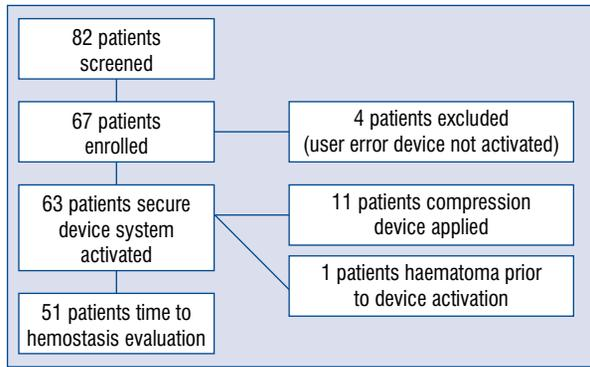 82 patients
screened
67 patients
enrolled
4 patients excluded
(user error device not activated)
63 patients secure
device system
activated
11 patients compression
device applied
1 patients haematoma prior
to device activation
51 patients time to
hemostasis evaluation